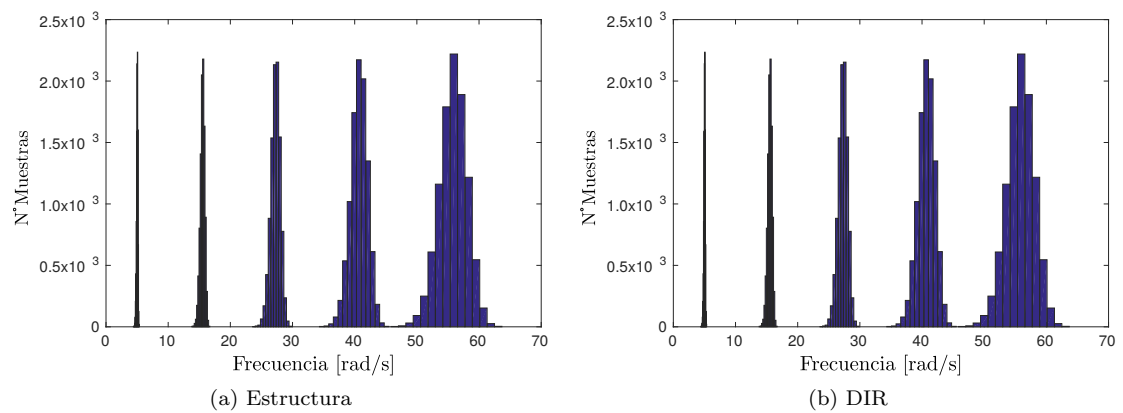 2.5x10 3
2.0x10 3
1.5x10 3
1.0x10 3
0.5x10 3
0
N°Muestras
0 10 20 30 40 50 60 70
Frecuencia [rad/s]
(a) Estructura
2.5x10 3
2.0x10 3
1.5x10 3
1.0x10 3
0.5x10 3
0
N°Muestras
0 10 20 30 40 50 60 70
Frecuencia [rad/s]
(b) DIR